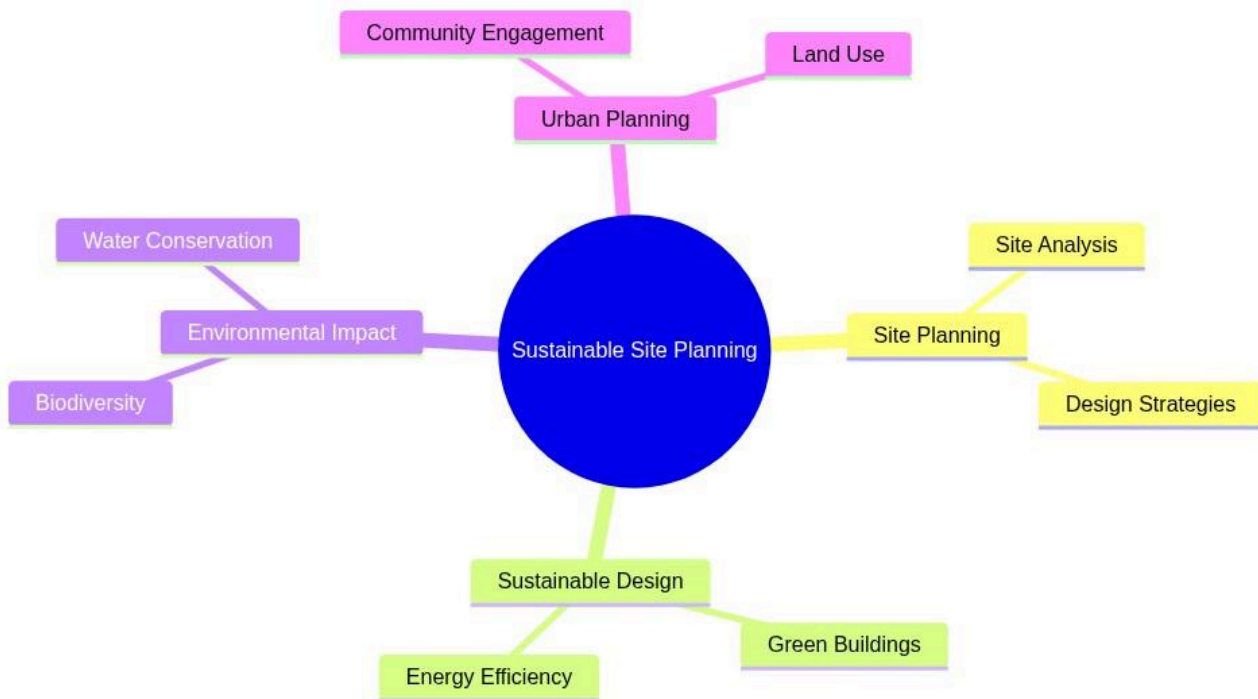 Community Engagement
Land Use
Urban Planning
Water Conservation
Site Analysis
Environmental Impact
Site Planning
Sustainable Site Planning
Biodiversity
Design Strategies
Sustainable Design
Green Buildings
Energy Efficiency